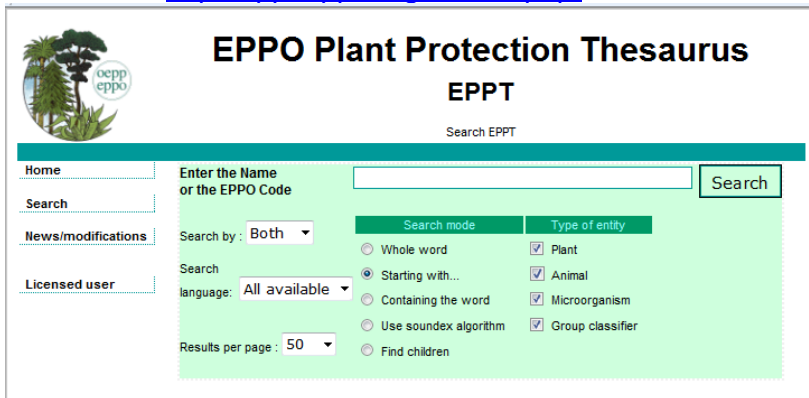 oepp
eppo
EPPO Plant Protection Thesaurus
EPPT
Search EPPT
Home
Search
News/modifications
Licensed user
Enter the Name
or the EPPO Code
Search
Search by : Both
Search
language: All available
Results per page : 50
Search mode
Whole word
Starting with...
Containing the word
Use soundex algorithm
Find children
Type of entity
Plant
Animal
Microorganism
Group classifier